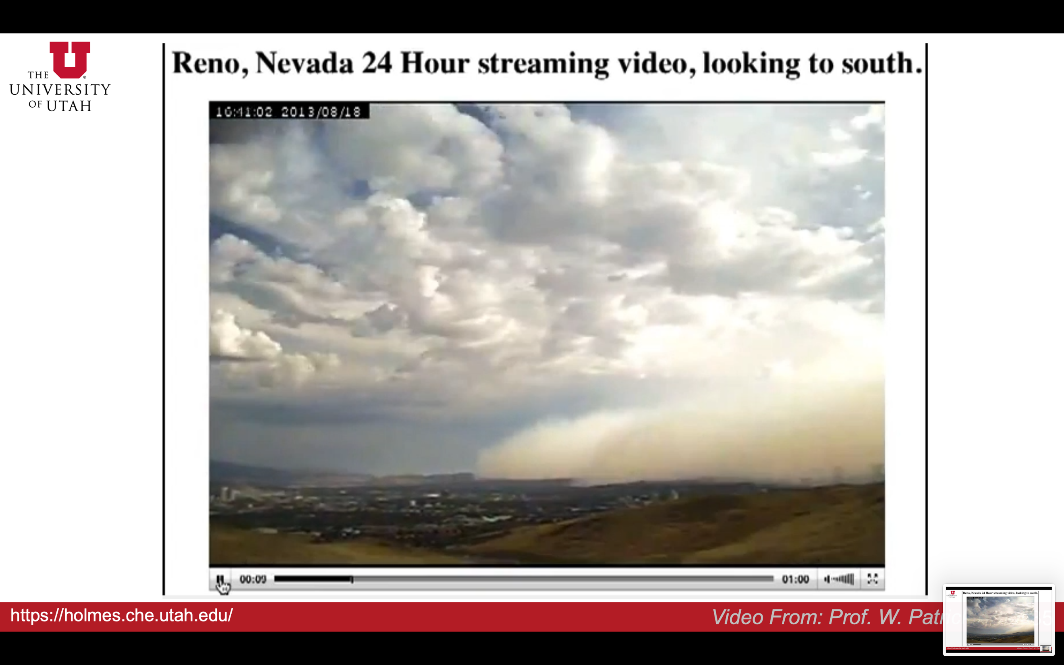 THE
UNIVERSITY
OF UTAH
Reno, Nevada 24 Hour streaming video, looking to south.
16:41:02 2013/08/18
00:09
01:00
https://holmes.che.utah.edu/
Video From: Prof. W. Pat